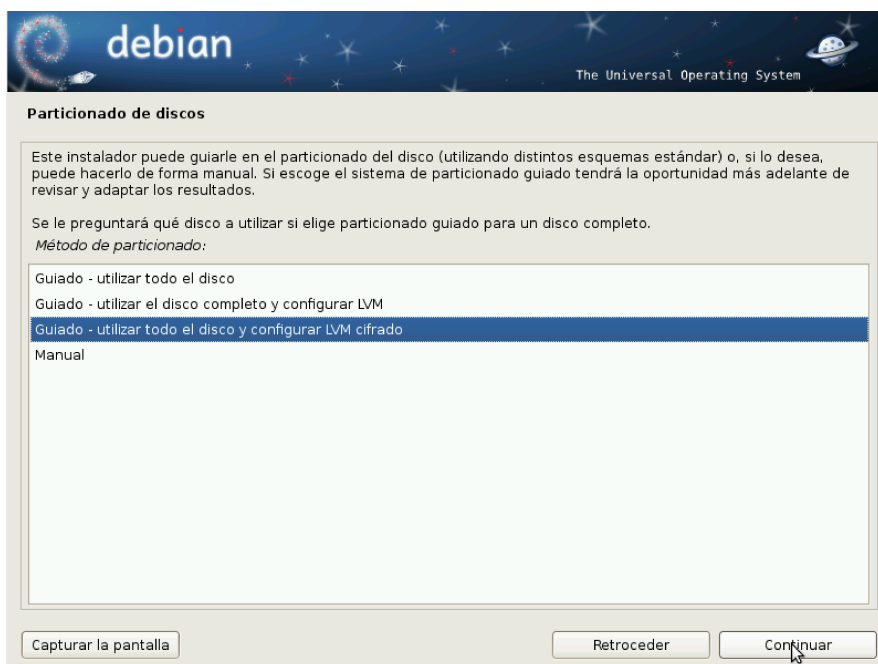 debian
The Universal Operating System
Particionado de discos
Este instalador puede guiarle en el particionado del disco (utilizando distintos esquemas estándar) o, si lo desea,
puede hacerlo de forma manual. Si escoge el sistema de particionado guiado tendrá la oportunidad más adelante de
revisar y adaptar los resultados.
Se le preguntará qué disco a utilizar si elige particionado guiado para un disco completo.
Método de particionado:
Guiado - utilizar todo el disco
Guiado - utilizar el disco completo y configurar LVM
Guiado - utilizar todo el disco y configurar LVM cifrado
Manual
Capturar la pantalla
Retroceder
Continuar